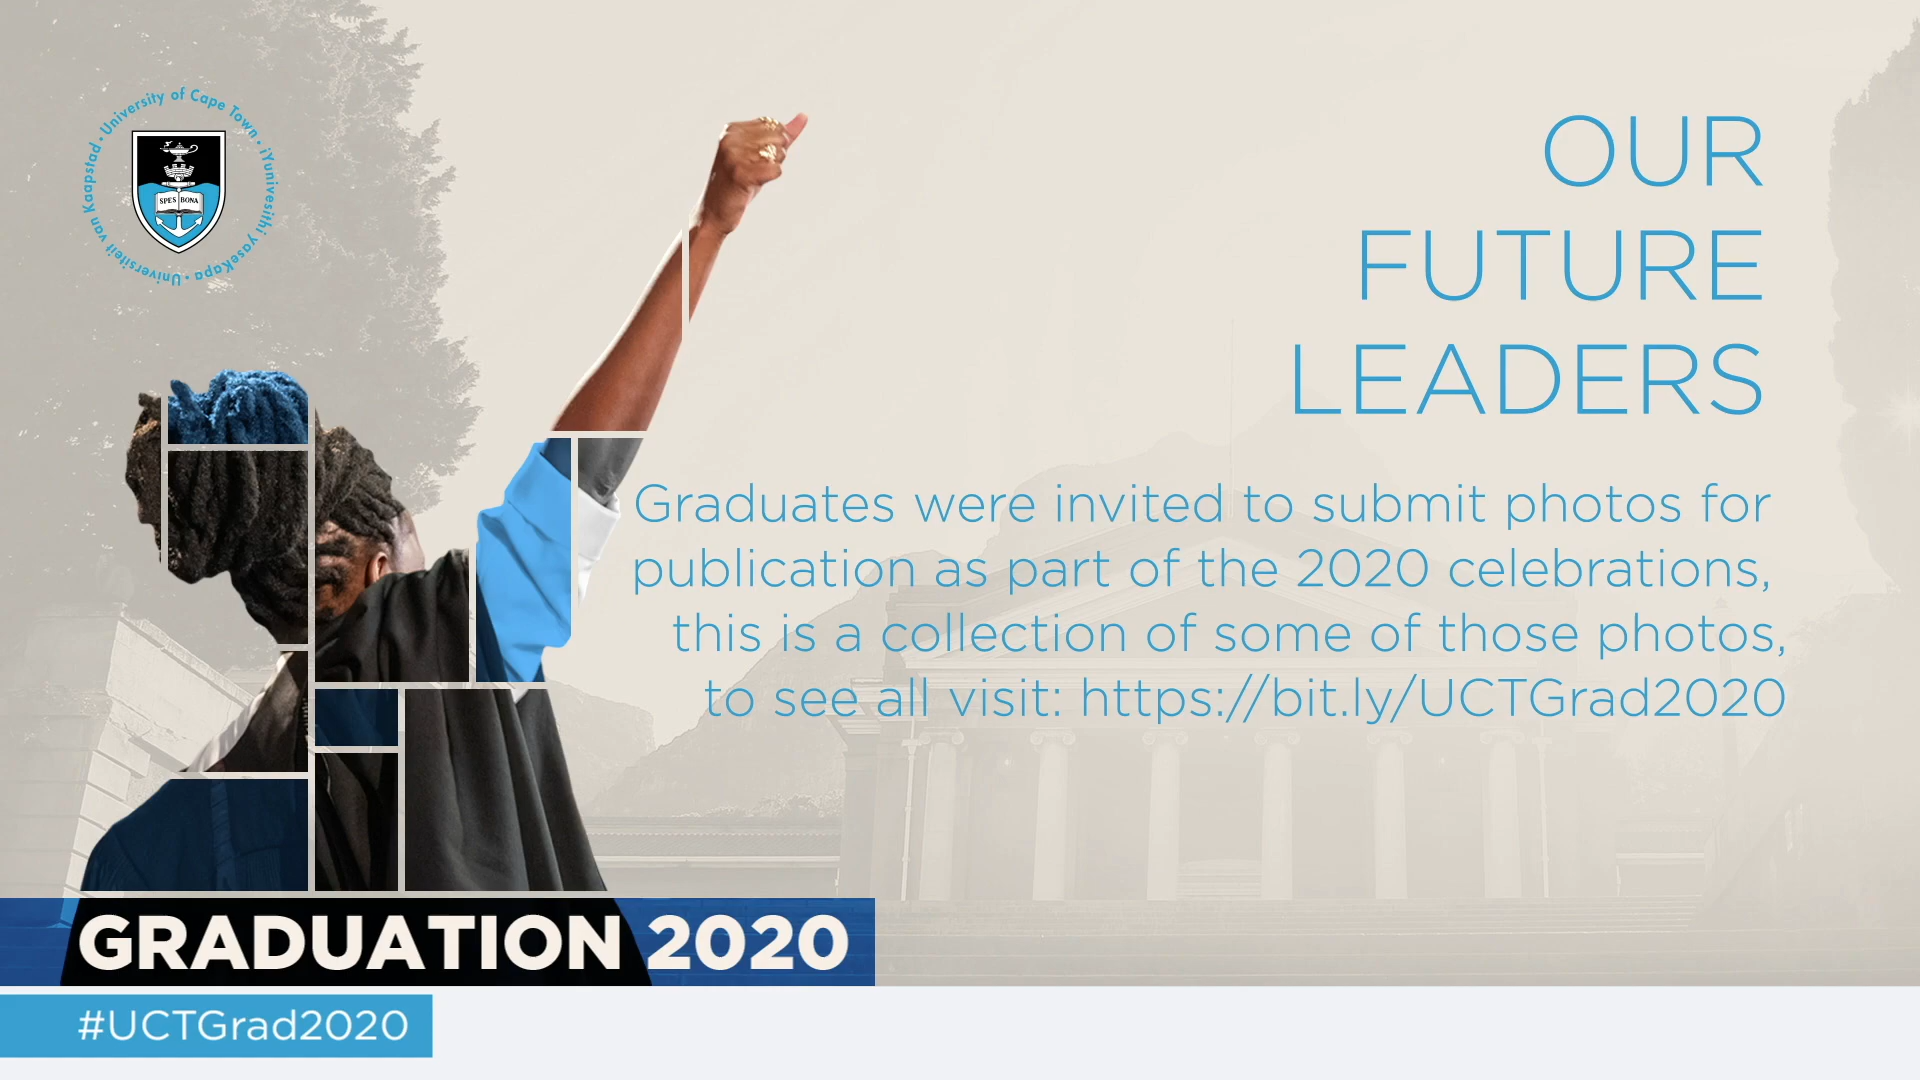 University of Cape Town • iYunivesithi yaseKapa • Universiteit van Kaapstad •
SPES BONA
OUR
FUTURE
LEADERS
Graduates were invited to submit photos for
publication as part of the 2020 celebrations,
this is a collection of some of those photos,
to see all visit: https://bit.ly/UCTGrad2020
GRADUATION 2020
#UCTGrad2020